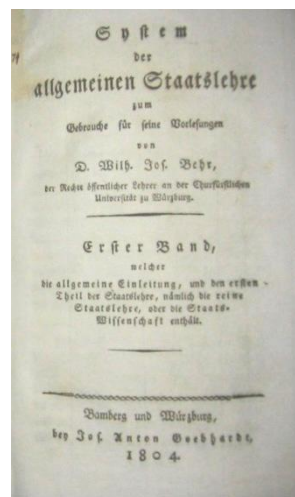 System
der
allgemeinen Staatslehre
zum
Gebrauche für seine Vorlesungen
von
D. Wilh. Jos. Behr,
der Rechte öffentlicher Lehrer an der Churfürstlichen
Universität zu Würzburg.
Erster Band,
welcher
die allgemeine Einleitung, und den ersten
Theil der Staatslehre, nämlich die reine
Staatslehre, oder die Staats-
Wissenschaft enthält.
Bamberg und Würzburg,
bey Jos. Anton Goebhardt,
1804.